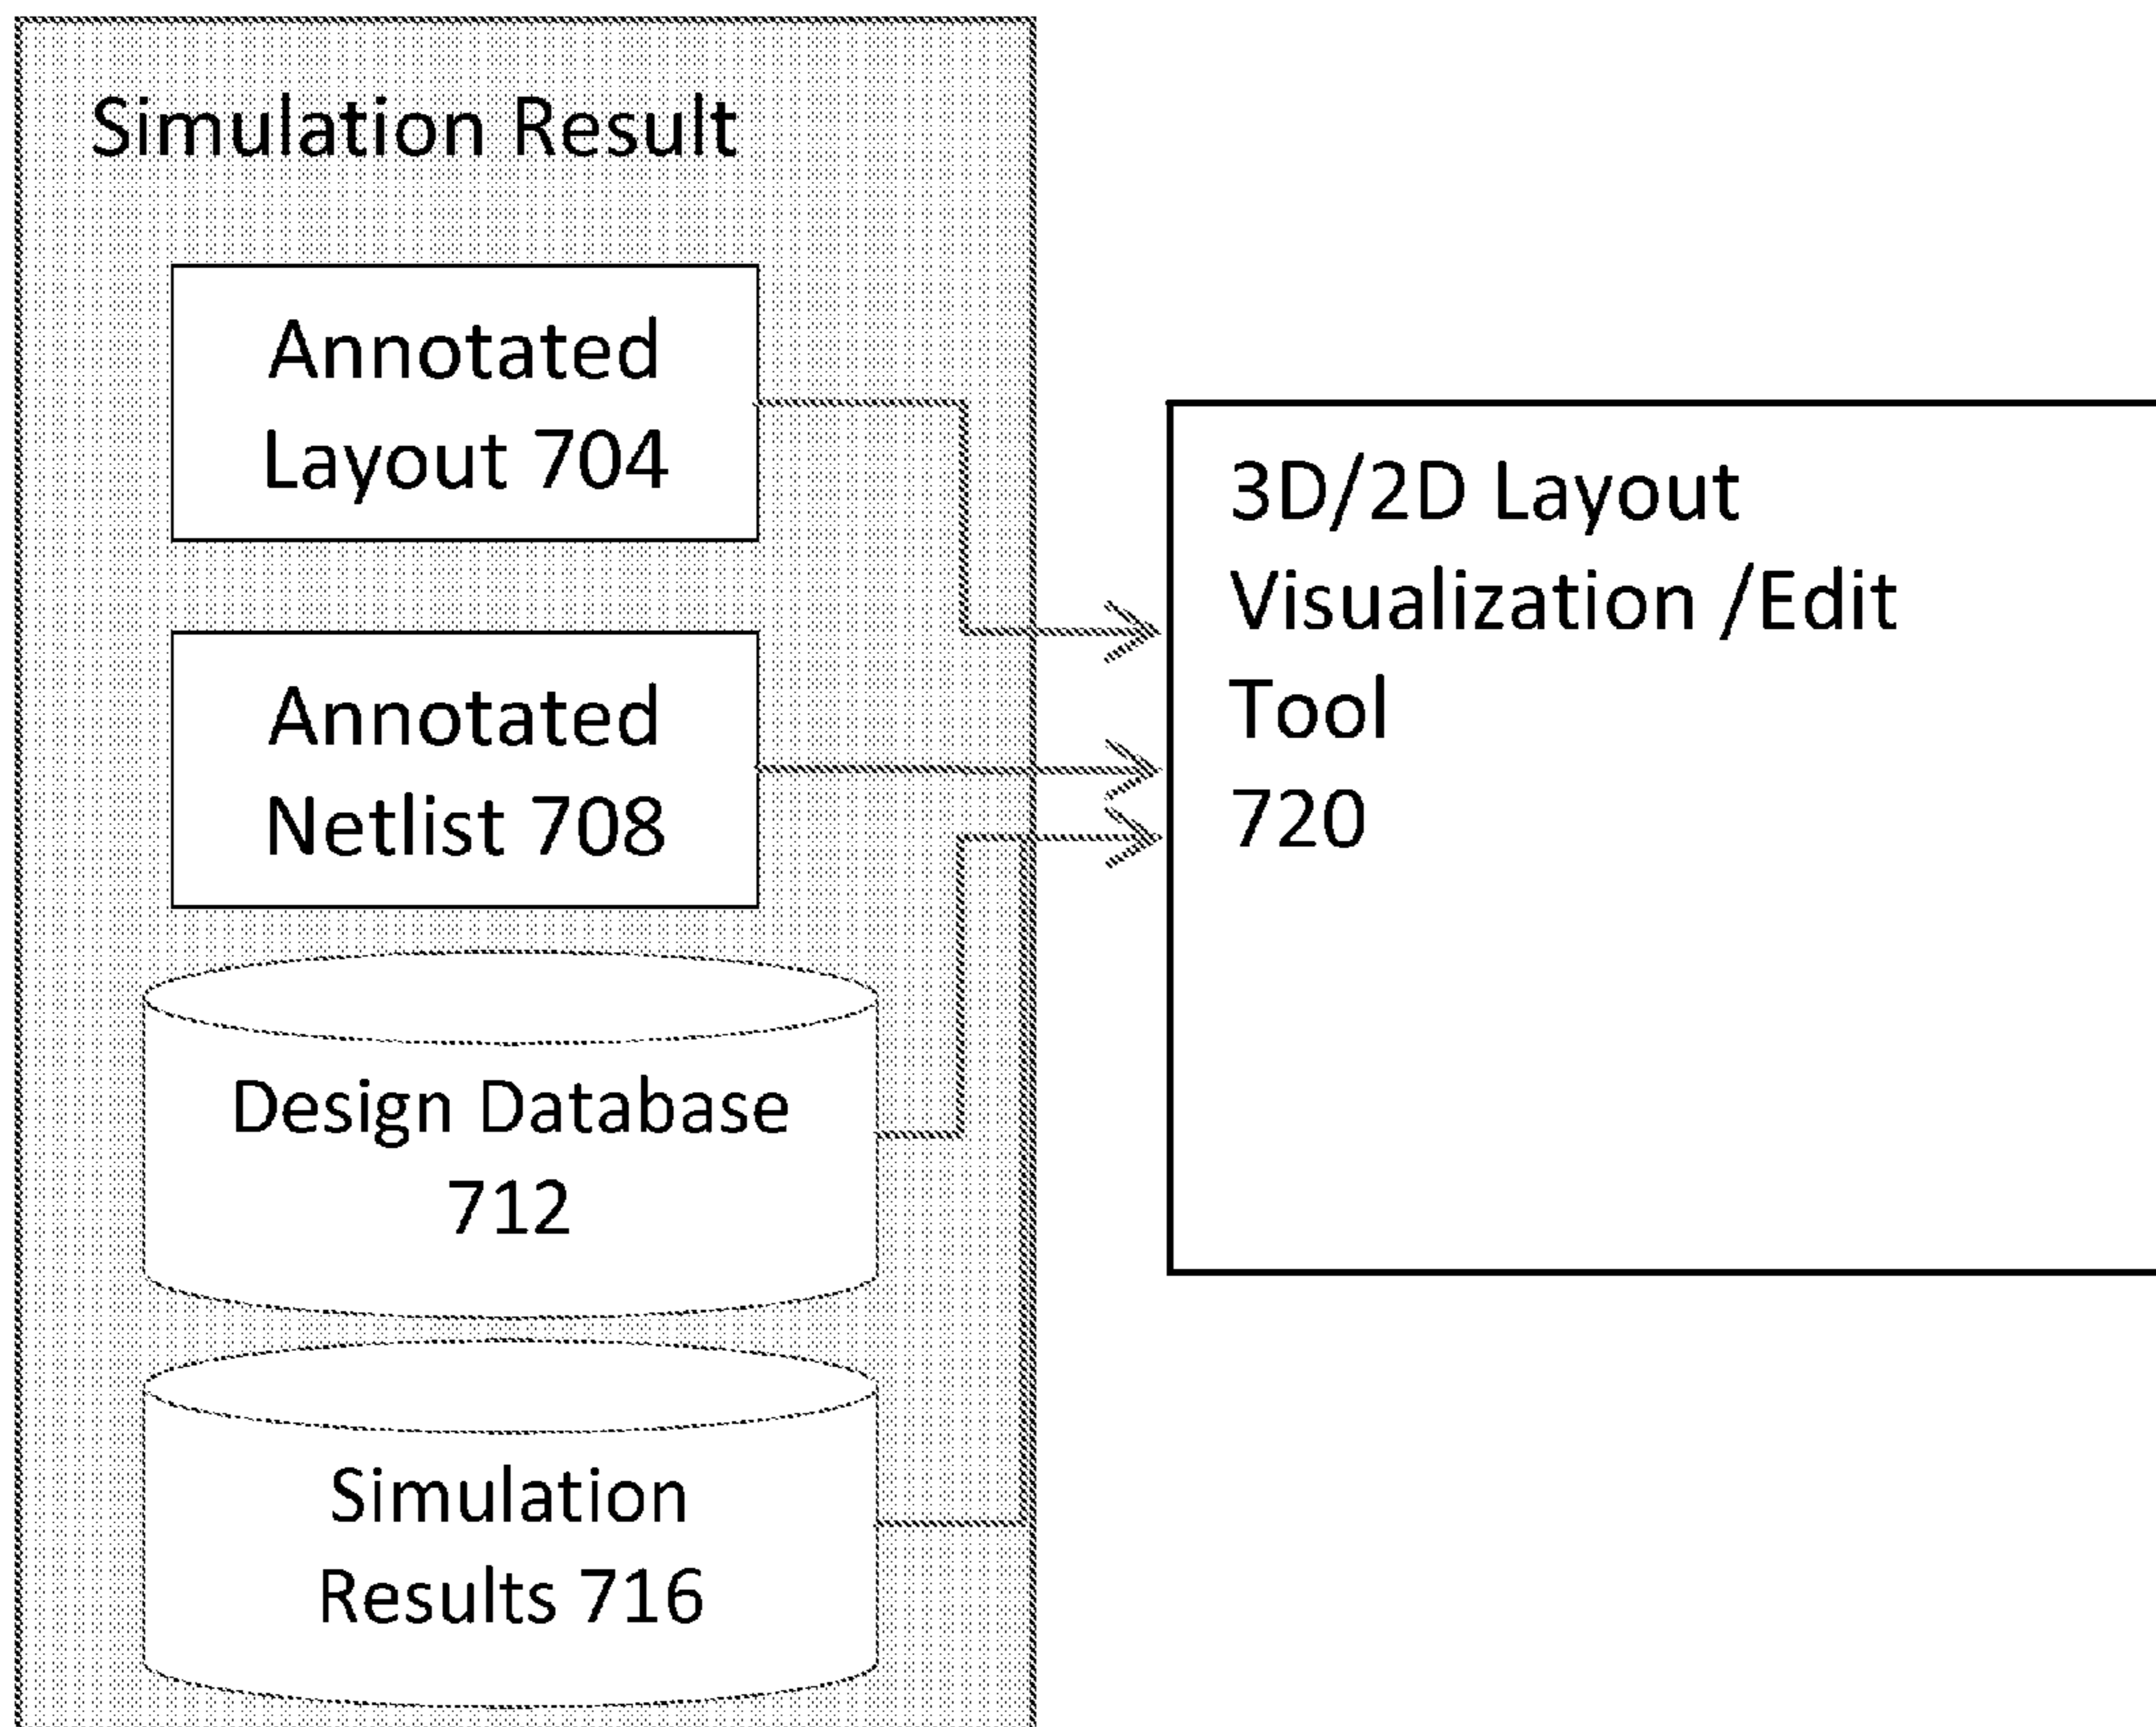 Simulation Result
Annotated
Layout 704
Annotated
Netlist 708
Design Database
712
Simulation
Results 716
3D/2D Layout
Visualization /Edit
Tool
720